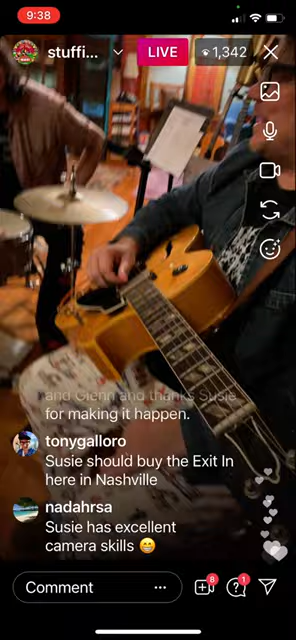 9:38
stuffi...
LIVE
1,342
and Glenn and thanks Susie
for making it happen.
tonygalloro
Susie should buy the Exit In
here in Nashville
nadahrsa
Susie has excellent
camera skills 😁
Comment
8
1